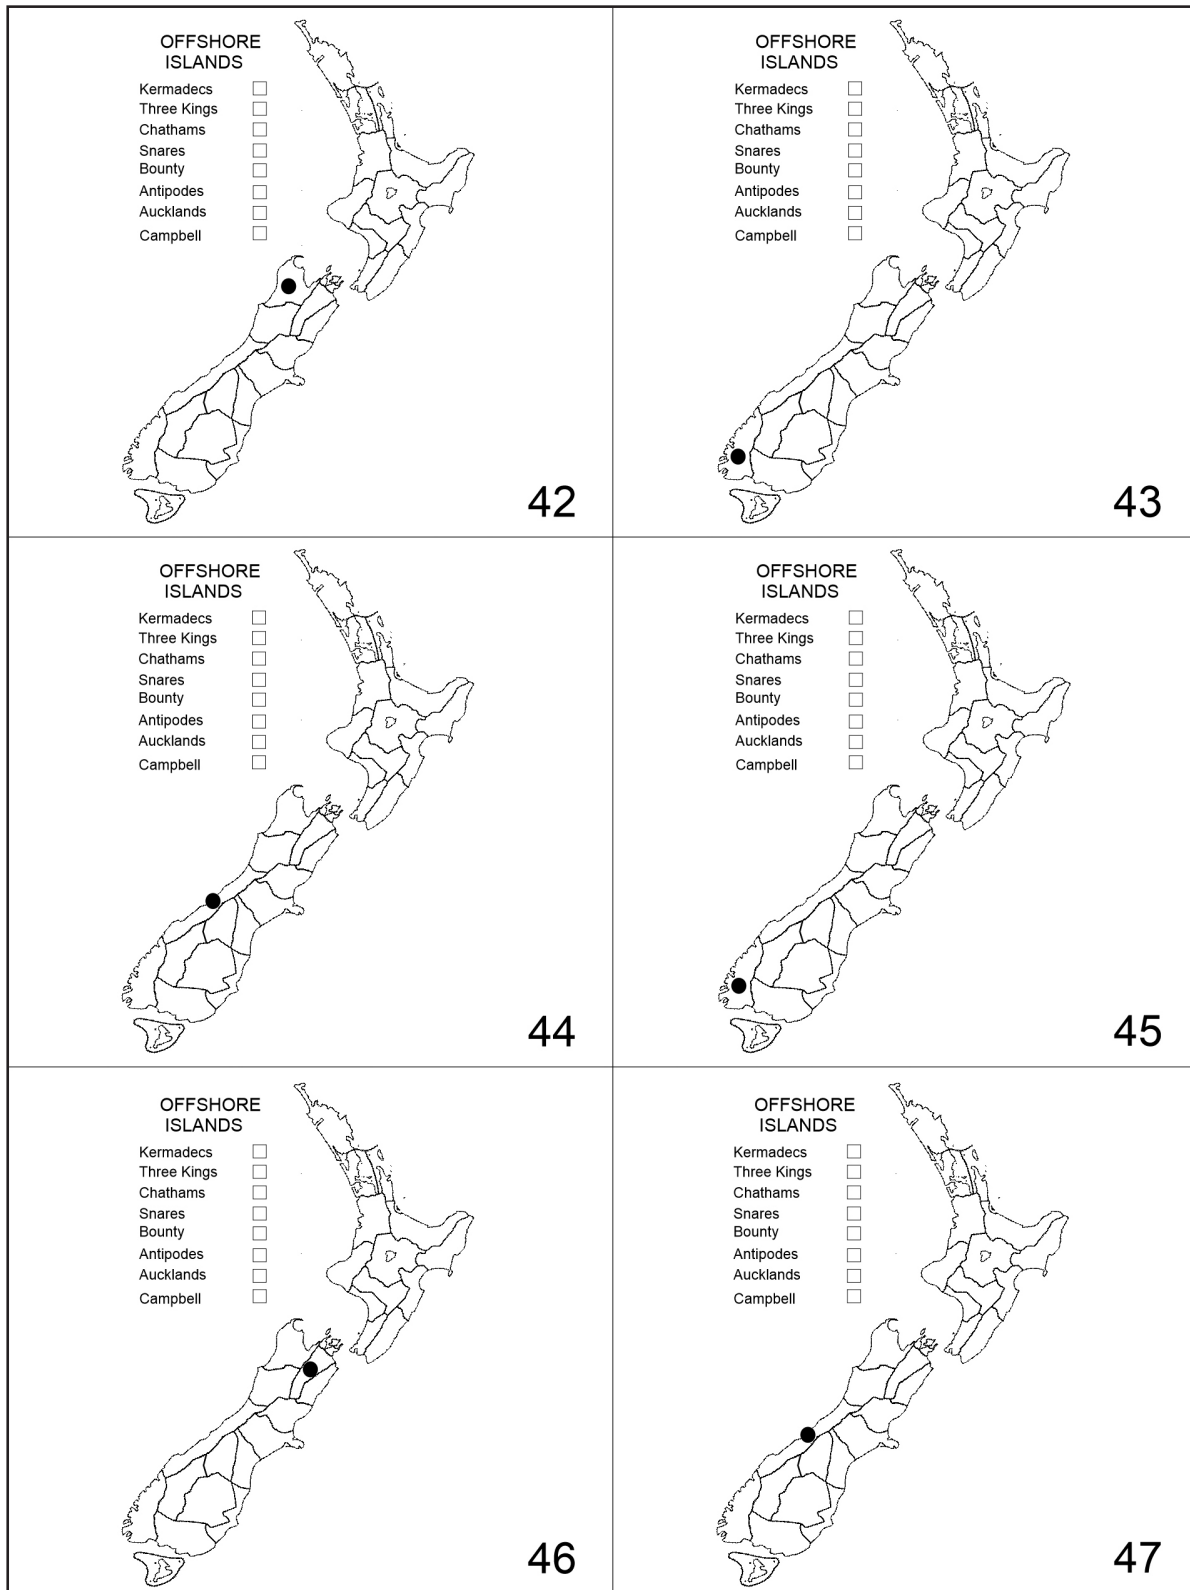 OFFSHORE
ISLANDS
Kermadecs
Three Kings
Chathams
Snares
Bounty
Antipodes
Aucklands
Campbell
42
OFFSHORE
ISLANDS
Kermadecs
Three Kings
Chathams
Snares
Bounty
Antipodes
Aucklands
Campbell
43
OFFSHORE
ISLANDS
Kermadecs
Three Kings
Chathams
Snares
Bounty
Antipodes
Aucklands
Campbell
44
OFFSHORE
ISLANDS
Kermadecs
Three Kings
Chathams
Snares
Bounty
Antipodes
Aucklands
Campbell
45
OFFSHORE
ISLANDS
Kermadecs
Three Kings
Chathams
Snares
Bounty
Antipodes
Aucklands
Campbell
46
OFFSHORE
ISLANDS
Kermadecs
Three Kings
Chathams
Snares
Bounty
Antipodes
Aucklands
Campbell
47